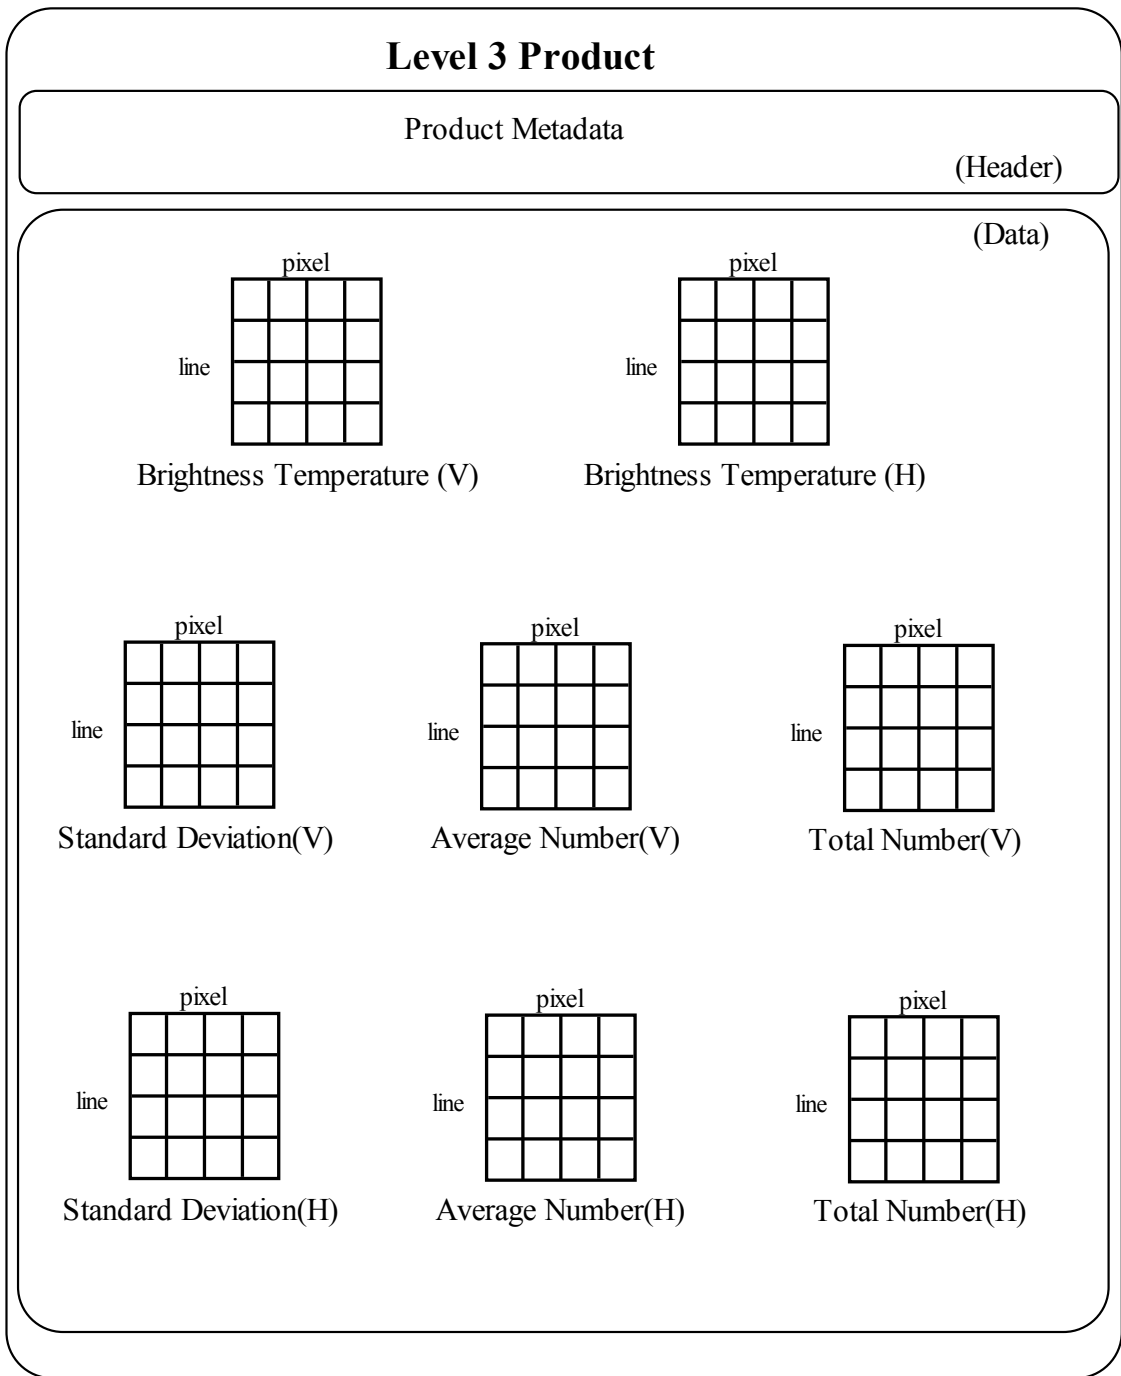 Level 3 Product
Product Metadata
(Header)
(Data)
pixel pixel
line line
Brightness Temperature (V) Brightness Temperature (H)
pixel pixel pixel
line line line
Standard Deviation(V) Average Number(V) Total Number(V)
pixel pixel pixel
line line line
Standard Deviation(H) Average Number(H) Total Number(H)